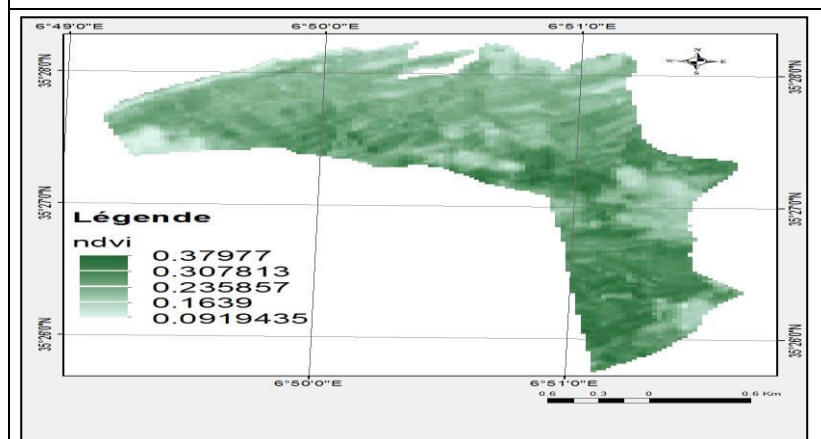 6°49'0"E 6°50'0"E 6°51'0"E
N
W E
S
35°28'0"N 35°28'0"N
35°27'0"N 35°27'0"N
Légende
ndvi
0.37977
0.307813
0.235857
0.1639
0.0919435
35°26'0"N 35°26'0"N
6°50'0"E 6°51'0"E
0.6 0.3 0 0.6 Km